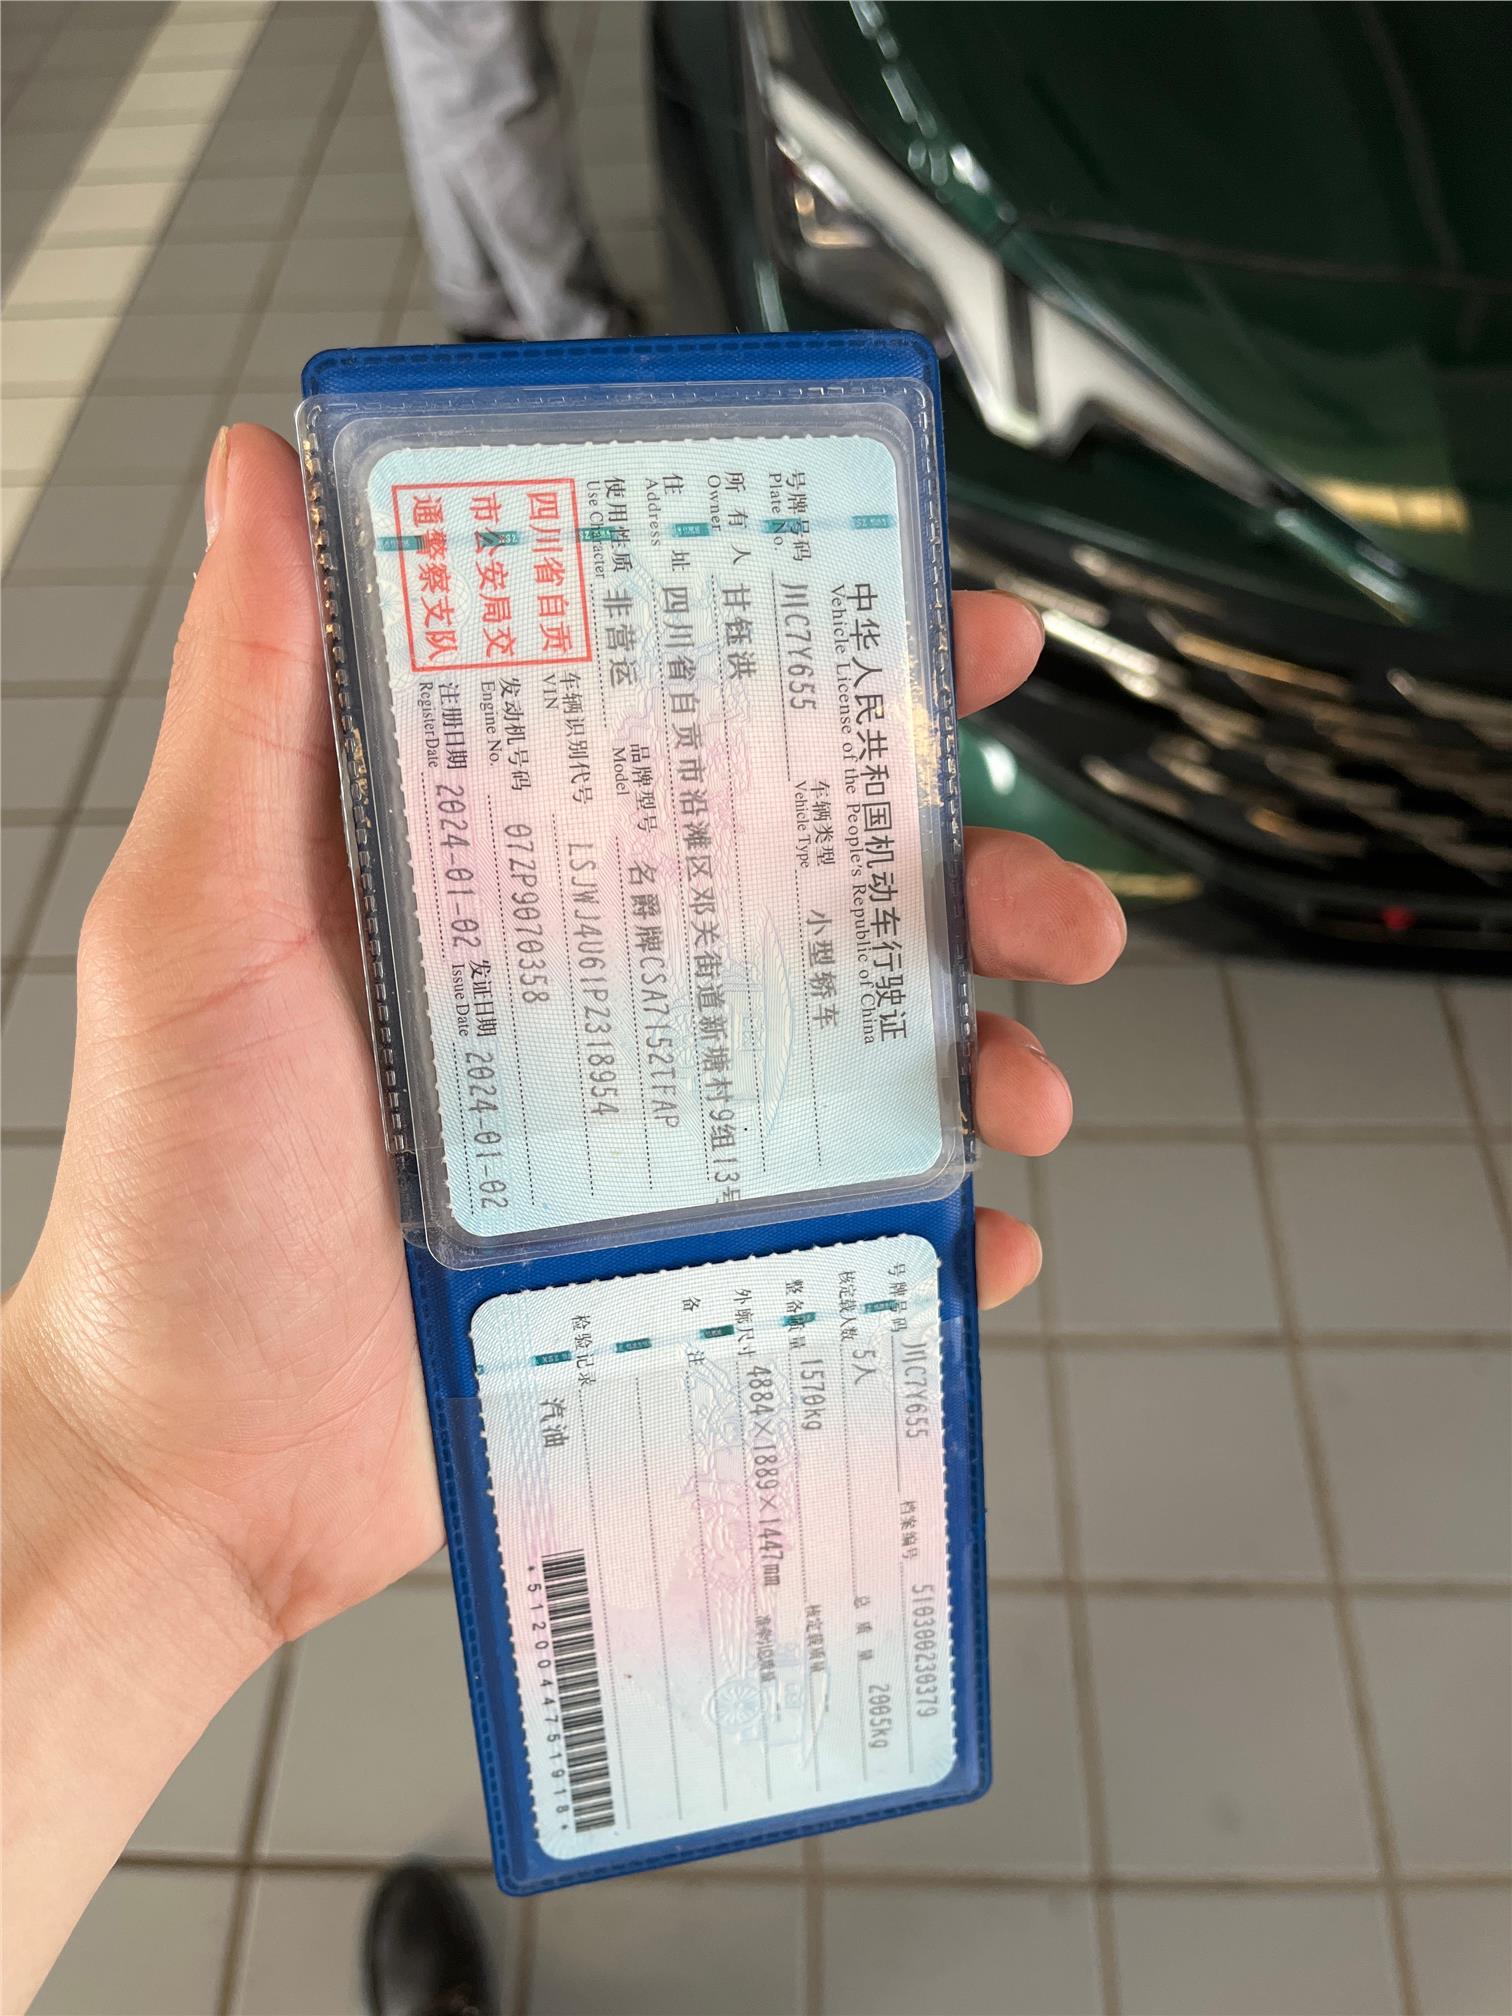 中华人民共和国机动车行驶证
Vehicle License of the People's Republic of China
号牌号码 川C7Y655 车辆类型 小型轿车
Plate No. Vehicle Type
所有人 甘钰洪
Owner
住址 四川省自贡市沿滩区邓关街道新塘村9组13号
Address
使用性质 非营运 品牌型号 名爵牌CSA7152TFAP
Use Character Model
四川省自贡
市公安局交
通警察支队
车辆识别代号 LSJWJ4U61PZ318954
VIN
发动机号码 07ZP9070358
Engine No.
注册日期 2024-01-02 发证日期 2024-01-02
Register Date Issue Date
号牌号码 川C7Y655 档案编号 510300230379
核定载人数 5人 总质量 2005kg
整备质量 1570kg 核定载质量
外廓尺寸 4884×1889×1447mm 准牵引总质量
备注
检验记录
汽油
*5120044751918*